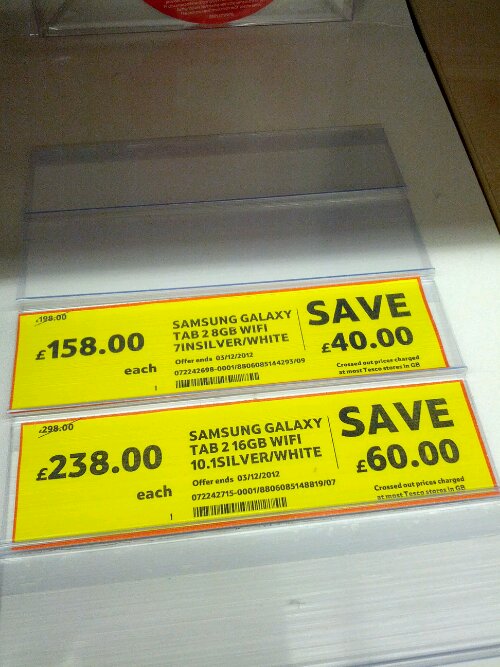 £198.00
£158.00
each
1
SAMSUNG GALAXY
TAB 2 8GB WIFI
7INSILVER/WHITE
Offer ends 03/12/2012
072242698-0001/8806085144293/09
SAVE
£40.00
Crossed out prices charged
at most Tesco stores in GB
£298.00
£238.00
each
1
SAMSUNG GALAXY
TAB 2 16GB WIFI
10.1SILVER/WHITE
Offer ends 03/12/2012
072242715-0001/8806085148819/07
SAVE
£60.00
Crossed out prices charged
at most Tesco stores in GB